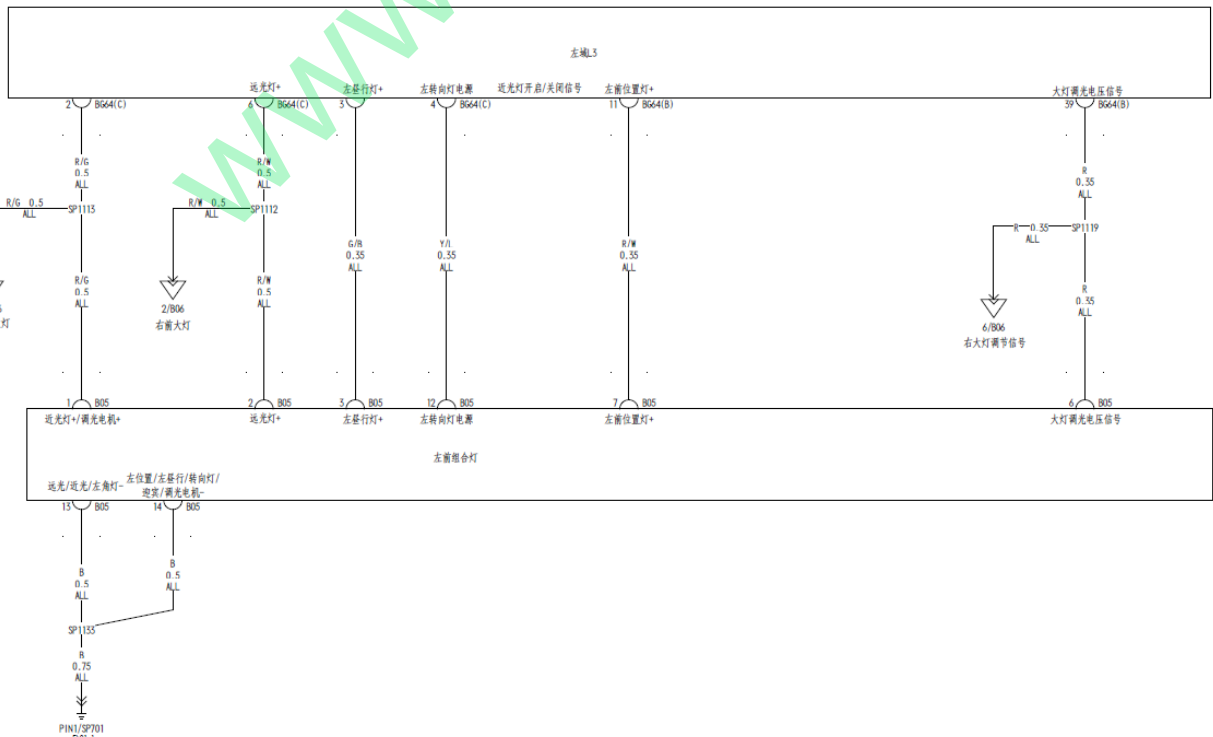 左域L3
远光灯+
左昼行灯+
左转向灯电源
近光灯开启/关闭信号
左前位置灯+
大灯调光电压信号
2
BG64(C)
6
BG64(C)
3
4
BG64(C)
11
BG64(B)
39
BG64(B)
R/G
0.5
ALL
R/W
0.5
ALL
R
0.35
ALL
R/G 0.5
ALL
SP1113
R/W 0.5
ALL
SP1112
R 0.35
ALL
SP1119
G/B
0.35
ALL
Y/L
0.35
ALL
R/W
0.35
ALL
R/G
0.5
ALL
R/W
0.5
ALL
R
0.35
ALL
2/B06
右前大灯
灯
6/B06
右大灯调节信号
1
B05
2
B05
3
B05
12
B05
7
B05
6
B05
近光灯+/调光电机+
远光灯+
左昼行灯+
左转向灯电源
左前位置灯+
大灯调光电压信号
左前组合灯
远光/近光/左角灯-
左位置/左昼行/转向灯/
迎宾/调光电机-
13
B05
14
B05
B
0.5
ALL
B
0.5
ALL
SP1133
B
0.75
ALL
PIN1/SP701
www